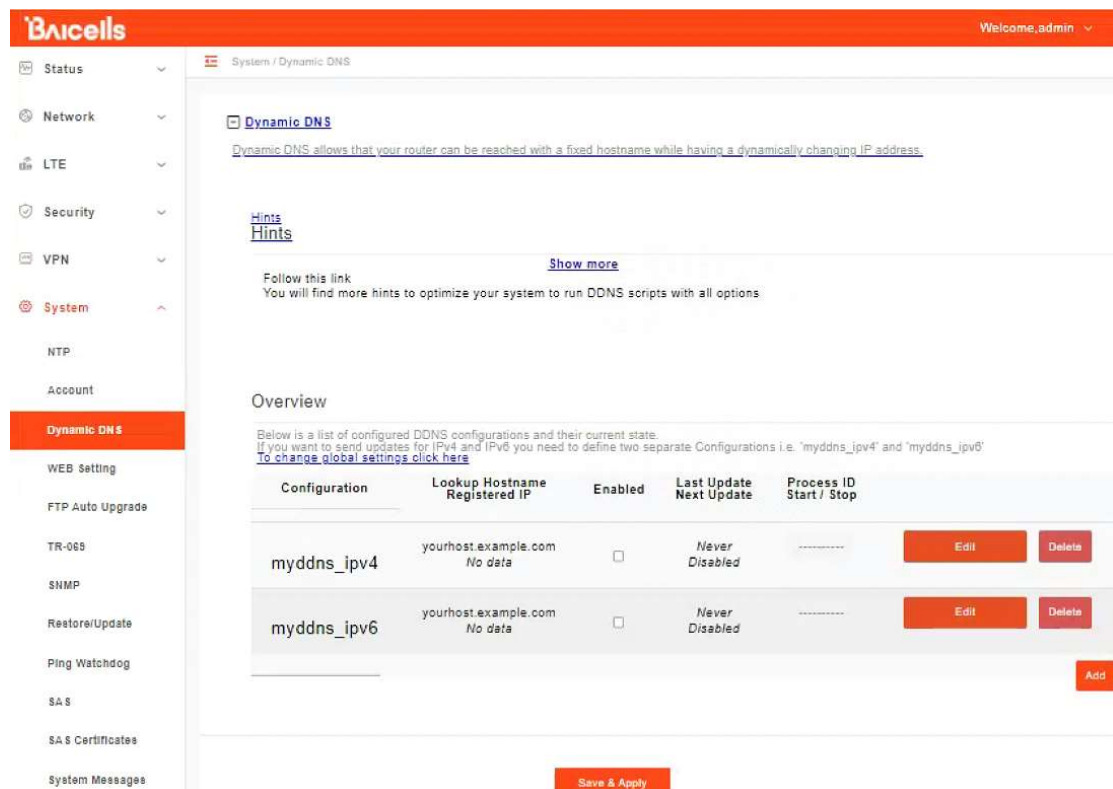 BAIcells
Welcome,admin
Status
Network
LTE
Security
VPN
System
NTP
Account
Dynamic DNS
WEB Setting
FTP Auto Upgrade
TR-069
SNMP
Restore/Update
Ping Watchdog
SAS
SAS Certificates
System Messages
System / Dynamic DNS
Dynamic DNS
Dynamic DNS allows that your router can be reached with a fixed hostname while having a dynamically changing IP address.
Hints
Hints
Show more
Follow this link
You will find more hints to optimize your system to run DDNS scripts with all options
Overview
Below is a list of configured DDNS configurations and their current state.
If you want to send updates for IPv4 and IPv6 you need to define two separate Configurations i.e. 'myddns_ipv4' and 'myddns_ipv6'
To change global settings click here
Configuration Lookup Hostname Enabled Last Update Process ID
Registered IP Next Update Start / Stop
myddns_ipv4 yourhost.example.com Never ---------- Edit Delete
No data Disabled
myddns_ipv6 yourhost.example.com Never ---------- Edit Delete
No data Disabled
Add
Save & Apply